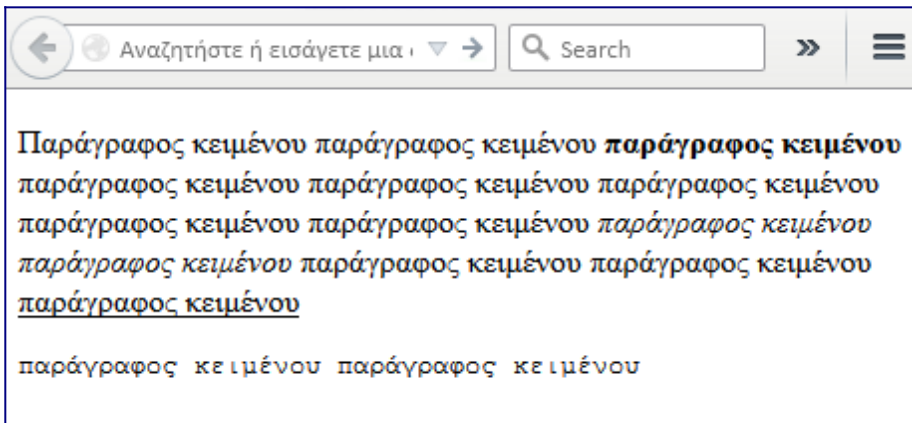 Αναζητήστε ή εισάγετε μια Search
Παράγραφος κειμένου παράγραφος κειμένου παράγραφος κειμένου
παράγραφος κειμένου παράγραφος κειμένου παράγραφος κειμένου
παράγραφος κειμένου παράγραφος κειμένου παράγραφος κειμένου
παράγραφος κειμένου παράγραφος κειμένου παράγραφος κειμένου
παράγραφος κειμένου
παράγραφος κειμένου παράγραφος κειμένου